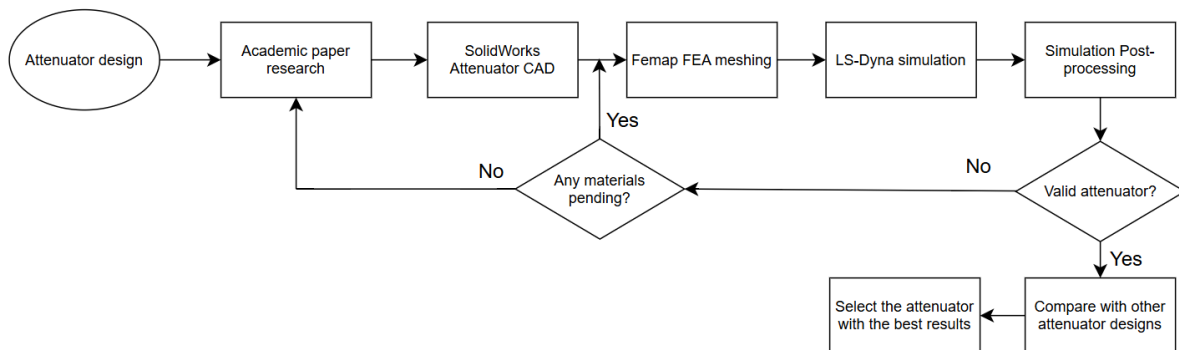 Attenuator design
Academic paper
research
SolidWorks
Attenuator CAD
Femap FEA meshing
LS-Dyna simulation
Simulation Post-
processing
Yes
No
Any materials
pending?
No
Valid attenuator?
Yes
Select the attenuator
with the best results
Compare with other
attenuator designs